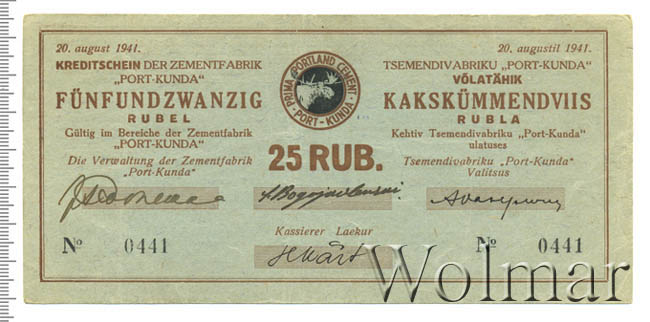 20. august 1941.
KREDITSCHEIN DER ZEMENTFABRIK
„PORT-KUNDA"
FÜNFUNDZWANZIG
RUBEL
Gültig im Bereiche der Zementfabrik
„PORT-KUNDA"
Die Verwaltung der Zementfabrik
„Port-Kunda"
PRIMA PORTLAND CEMENT
PORT-KUNDA
25 RUB.
20. augustil 1941.
TSEMENDIVABRIKU „PORT-KUNDA"
VÕLATÄHIK
KAKSKÜMMENDVIIS
RUBLA
Kehtiv Tsemendivabriku „Port-Kunda"
ulatuses
Tsemendivabriku „Port-Kunda"
Valitsus
Kassierer Laekur
№ 0441
№ 0441
Wolmar